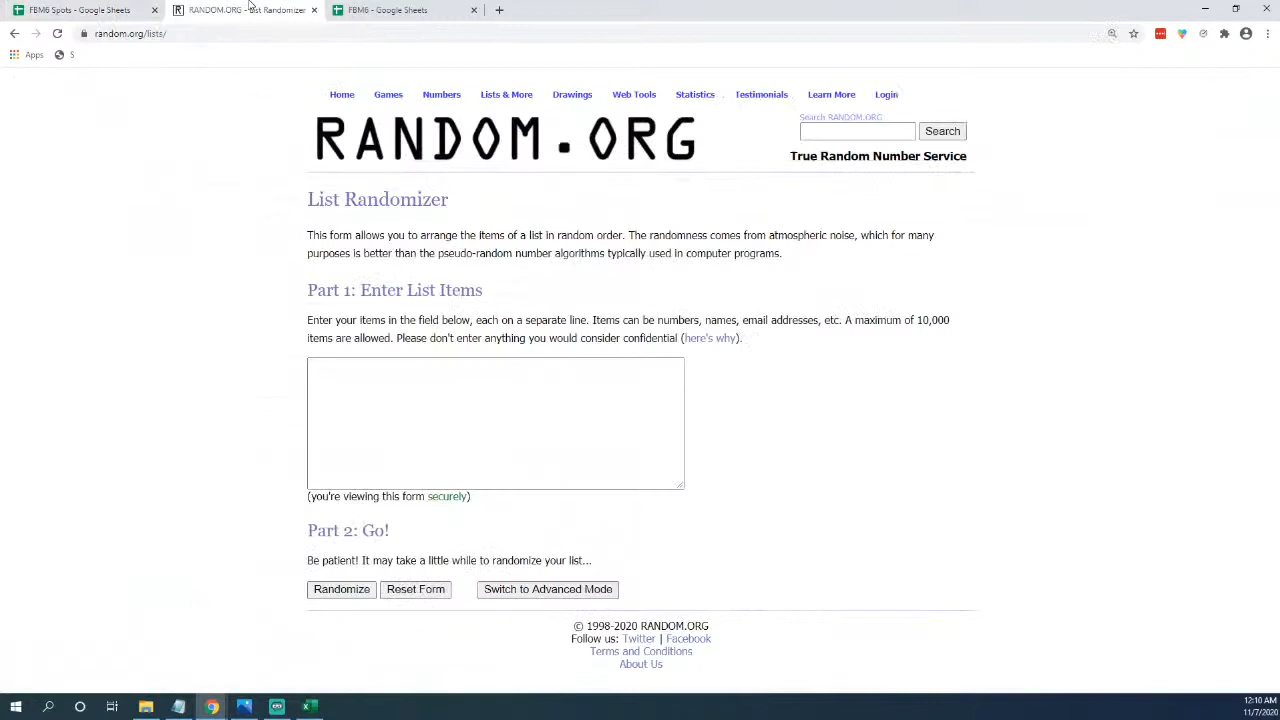 FBM6 Spots - Google Sheets
RANDOM.ORG - List Randomizer
FBM6 - Google Sheets
random.org/lists/
Apps
S
Home
Games
Numbers
Lists & More
Drawings
Web Tools
Statistics
Testimonials
Learn More
Login
RANDOM.ORG
Search RANDOM.ORG
Search
True Random Number Service
List Randomizer
This form allows you to arrange the items of a list in random order. The randomness comes from atmospheric noise, which for many
purposes is better than the pseudo-random number algorithms typically used in computer programs.
Part 1: Enter List Items
Enter your items in the field below, each on a separate line. Items can be numbers, names, email addresses, etc. A maximum of 10,000
items are allowed. Please don't enter anything you would consider confidential (here's why).
(you're viewing this form securely)
Part 2: Go!
Be patient! It may take a little while to randomize your list...
Randomize
Reset Form
Switch to Advanced Mode
© 1998-2020 RANDOM.ORG
Follow us: Twitter | Facebook
Terms and Conditions
About Us
12:10 AM
11/7/2020